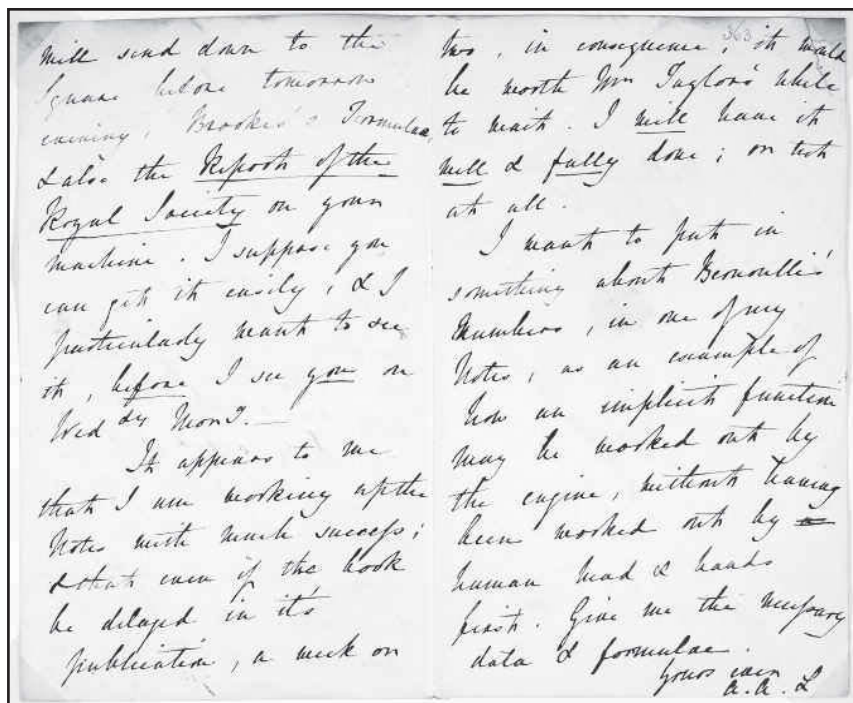 will send down to the
Square before tomorrow
evening, Brooke's Formulae,
& also the Report of the
Royal Society on your
machine. I suppose you
can get it easily, & I
particularly want to see
it, before I see you on
Wed dy Mong.—
It appears to me
that I am working up the
Notes with much success;
& that even if the book
be delayed in it's
publication, a week or
363
two, in consequence, it would
be worth Mr Taylor's while
to wait. I will have it
well & fully done; or not
at all.
I want to put in
something about Bernoulli's
Numbers, in one of my
Notes, as an example of
how an implicit function
may be worked out by
the engine, without having
been worked out by
human head & hands
first. Give me the necessary
data & formulae.
Yours ever
A. A. L